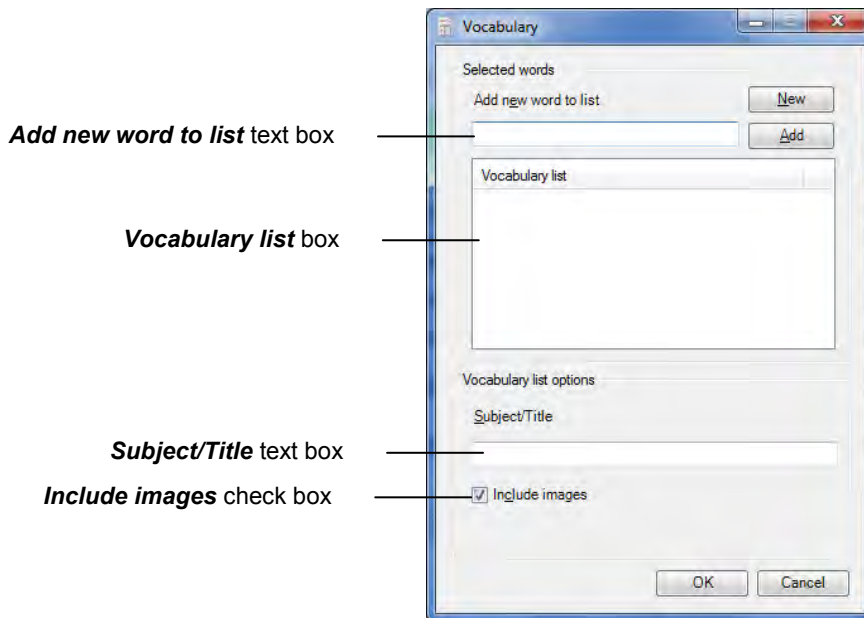 Vocabulary
Selected words
Add new word to list
New
Add new word to list text box
Add
Vocabulary list
Vocabulary list box
Vocabulary list options
Subject/Title
Subject/Title text box
Include images check box
Include images
OK
Cancel